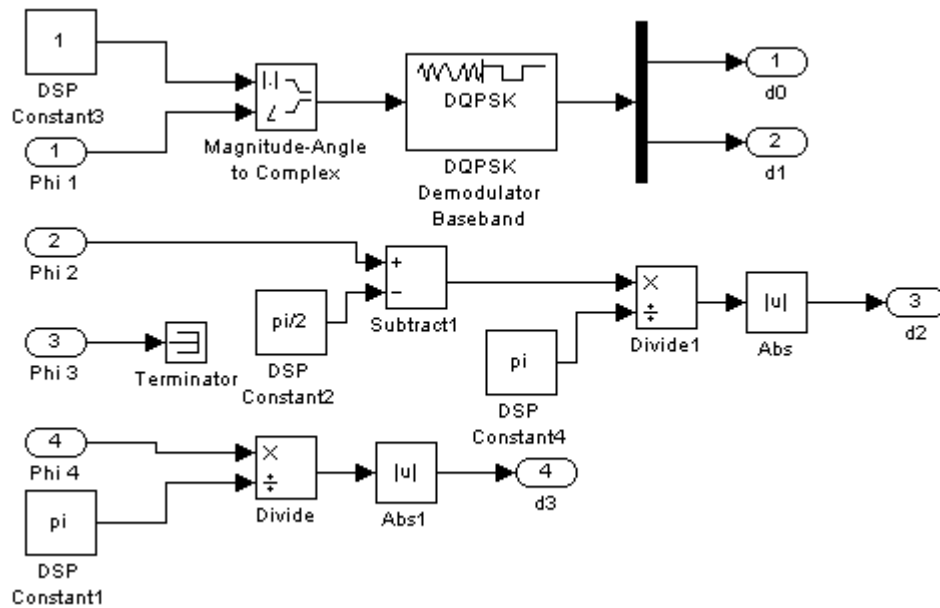 1
DSP
Constant3
1
Phi 1
|·|
∠
Magnitude-Angle
to Complex
DQPSK
DQPSK
Demodulator
Baseband
1
d0
2
d1
2
Phi 2
+
−
Subtract1
pi/2
DSP
Constant2
3
Phi 3
Terminator
×
÷
Divide1
pi
DSP
Constant4
|u|
Abs
3
d2
4
Phi 4
pi
DSP
Constant1
×
÷
Divide
|u|
Abs1
4
d3